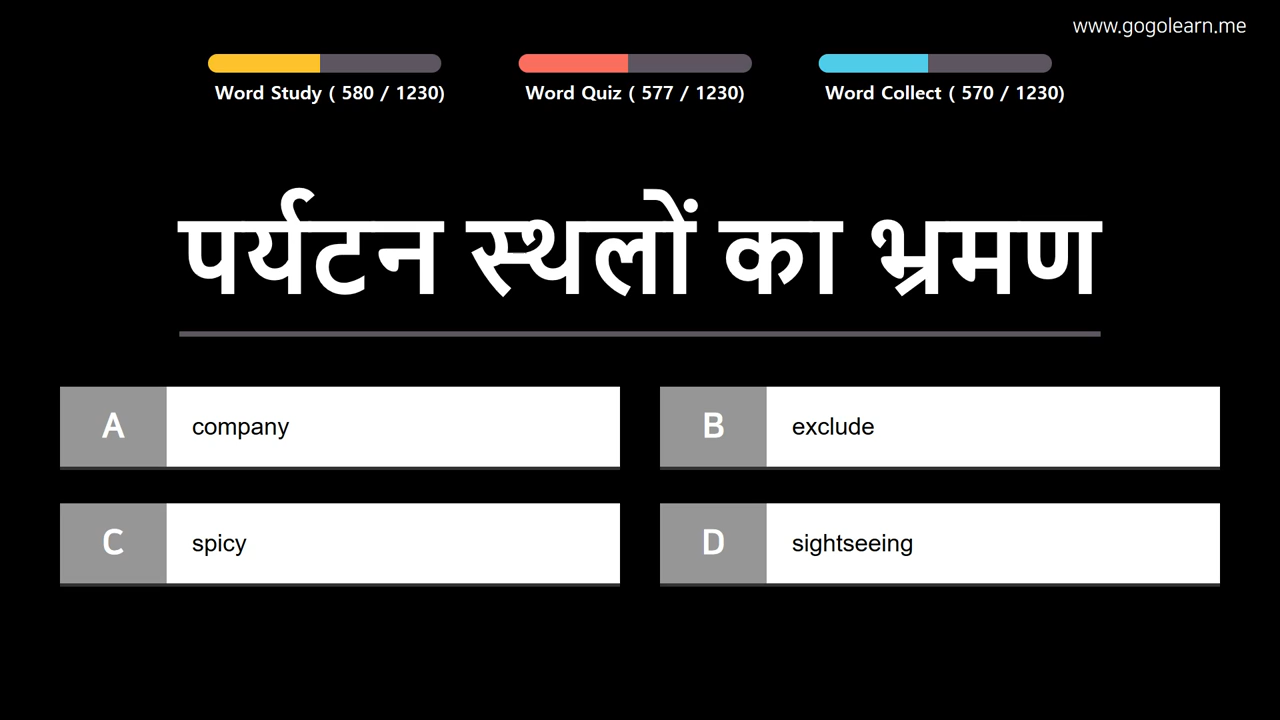 www.gogolearn.me
Word Study ( 580 / 1230)
Word Quiz ( 577 / 1230)
Word Collect ( 570 / 1230)
पर्यटन स्थलों का भ्रमण
A company
B exclude
C spicy
D sightseeing